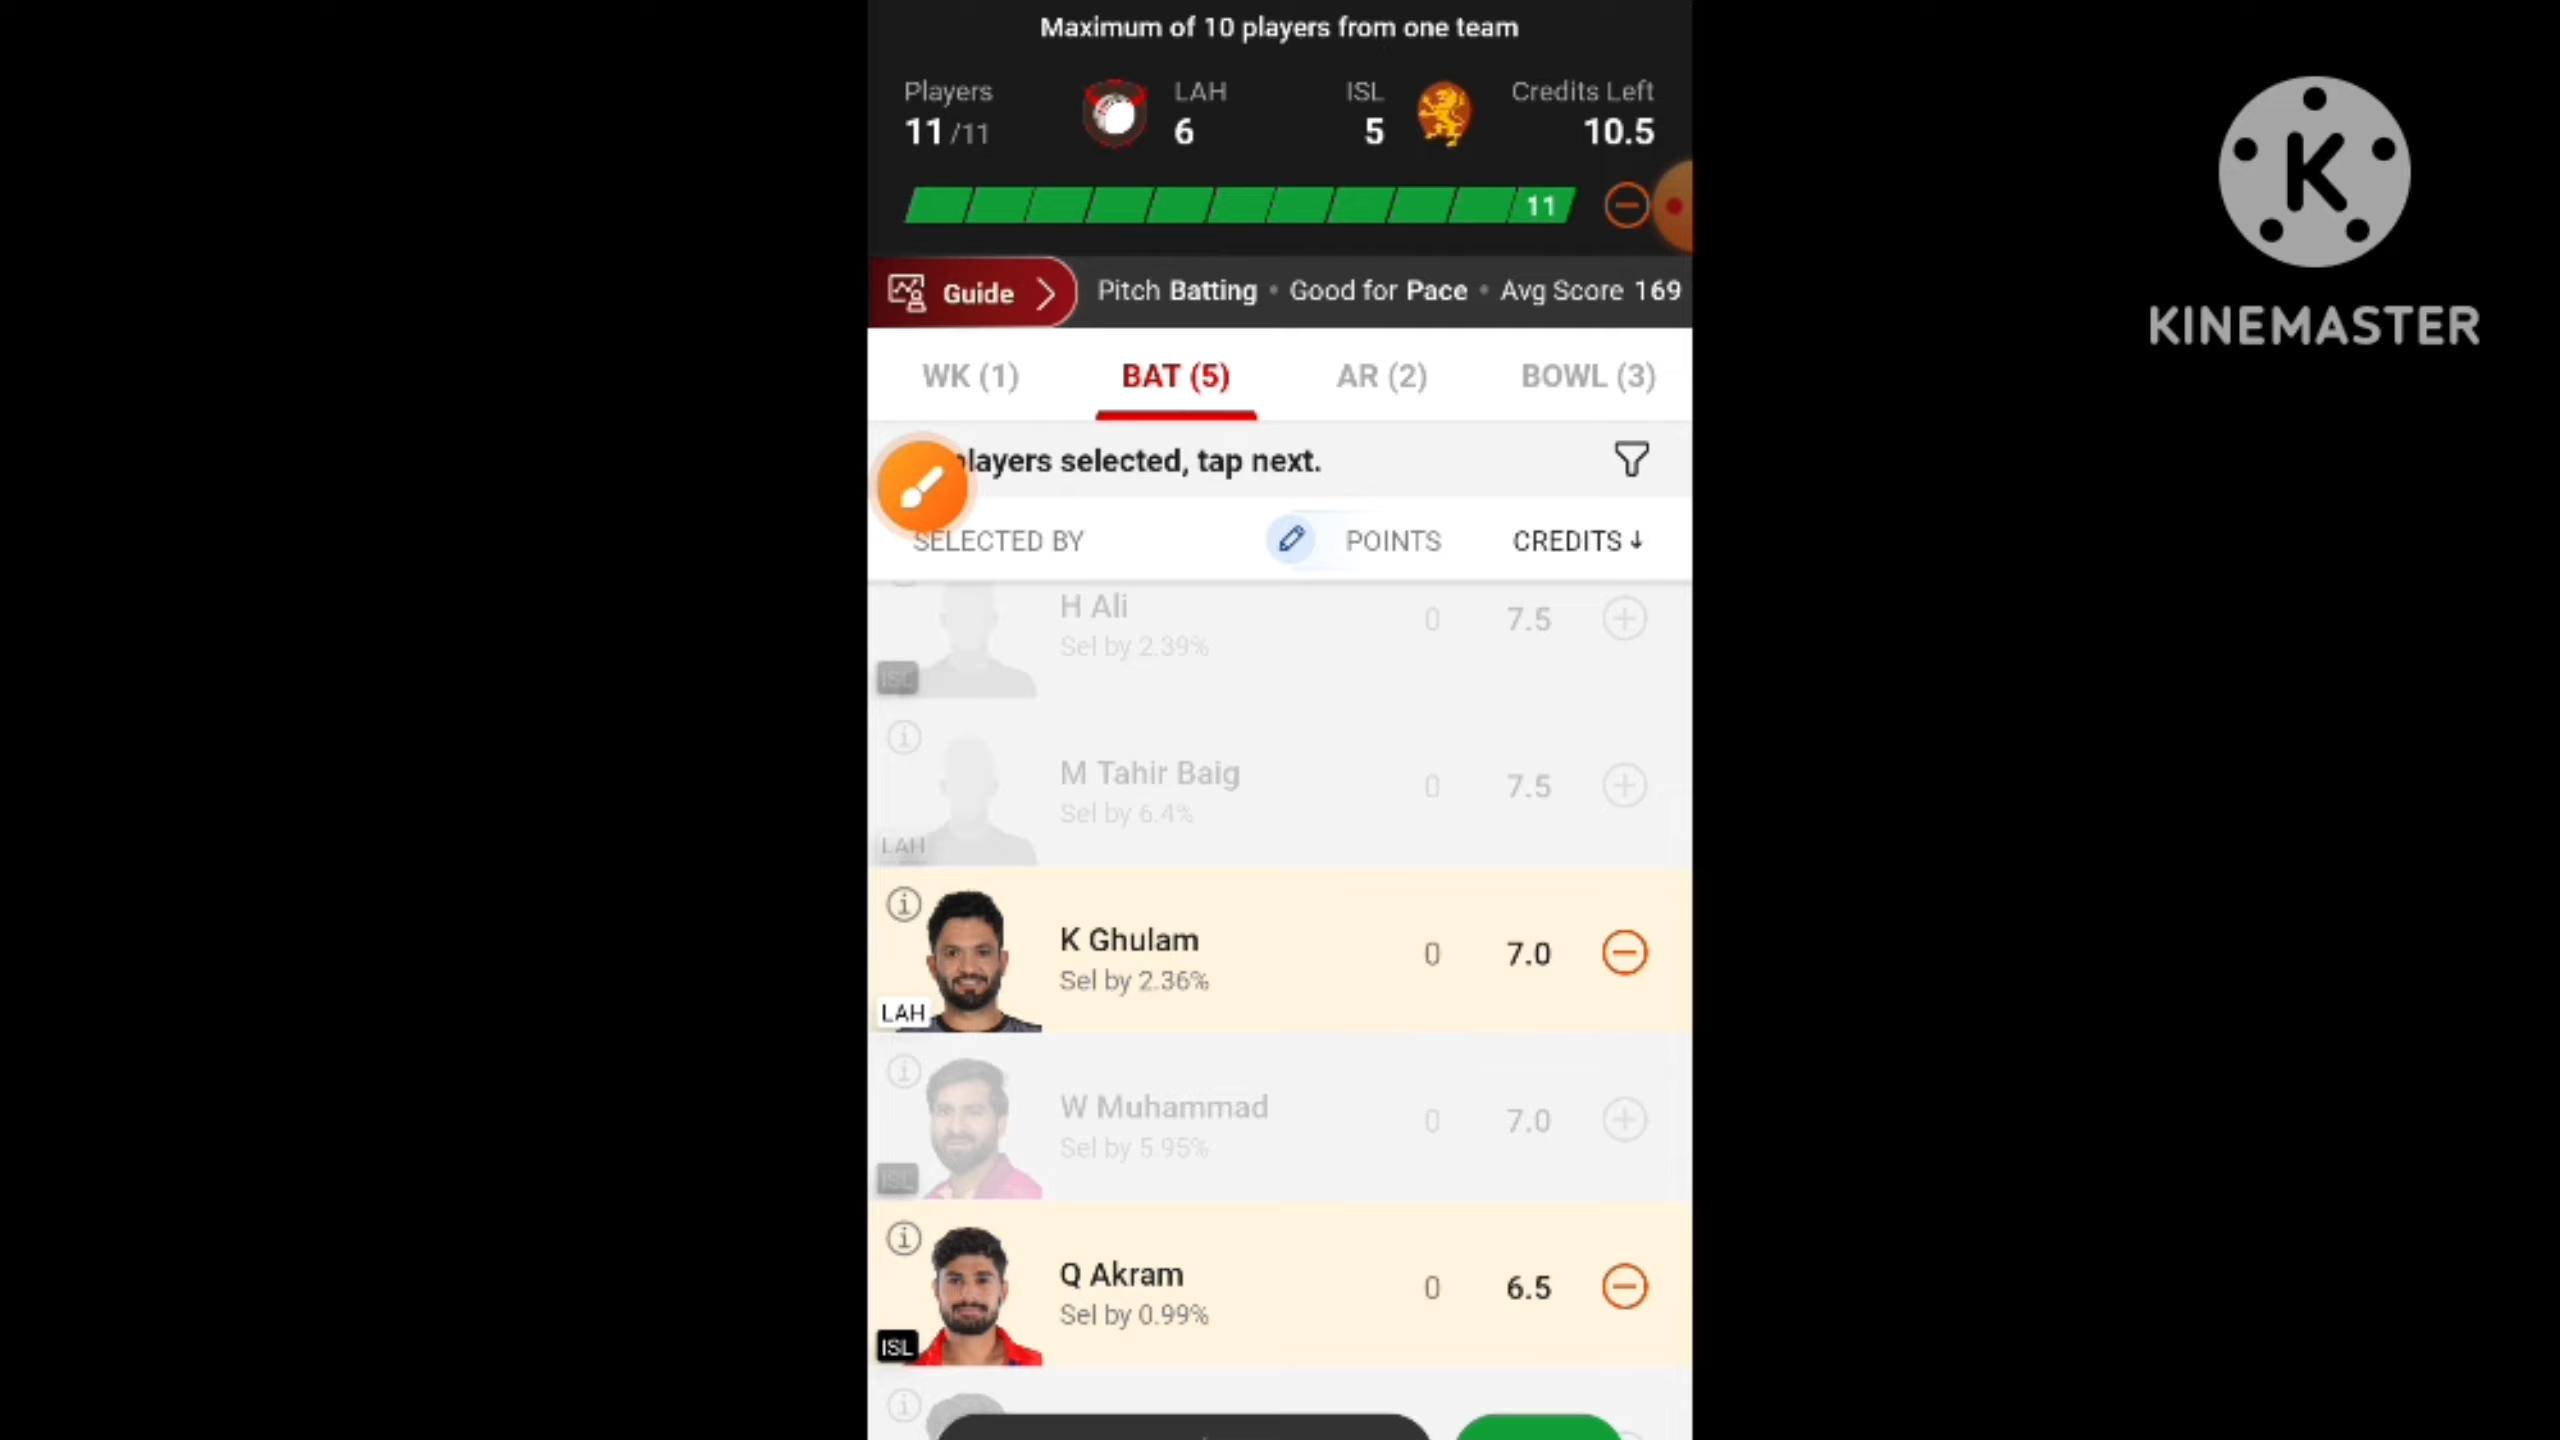 Maximum of 10 players from one team
Players
11/11
LAH
6
ISL
5
Credits Left
10.5
11
Guide
Pitch Batting • Good for Pace • Avg Score 169
WK (1)
BAT (5)
AR (2)
BOWL (3)
layers selected, tap next.
SELECTED BY
POINTS
CREDITS ↓
H Ali
Sel by 2.39%
0
7.5
ISL
M Tahir Baig
Sel by 6.4%
0
7.5
LAH
K Ghulam
Sel by 2.36%
0
7.0
LAH
W Muhammad
Sel by 5.95%
0
7.0
ISL
Q Akram
Sel by 0.99%
0
6.5
ISL
K
KINEMASTER